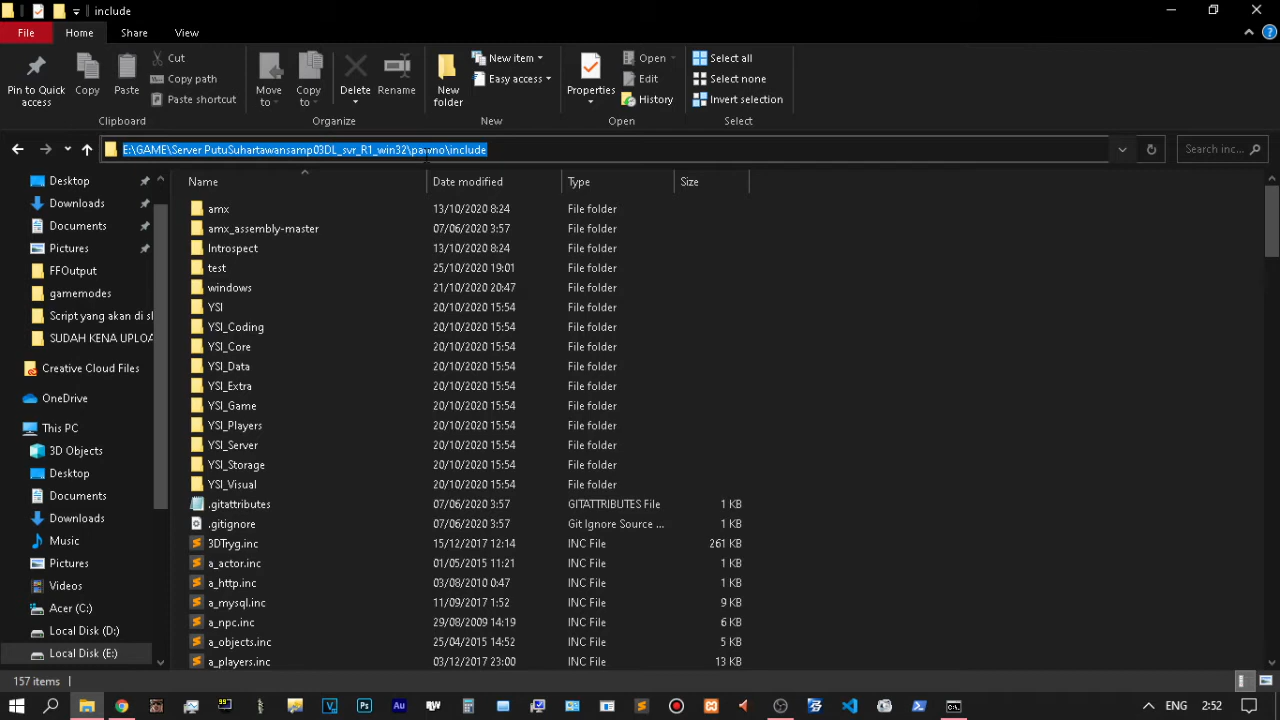 include
File Home Share View
Pin to Quick access
Copy
Paste
Cut
Copy path
Paste shortcut
Move to
Copy to
Delete
Rename
New folder
New item
Easy access
Properties
Open
Edit
History
Select all
Select none
Invert selection
Clipboard Organize New Open Select
E:\GAME\Server PutuSuhartawansamp03DL_svr_R1_win32\pawno\include
Search inc...
Name Date modified Type Size
Desktop
Downloads
Documents
Pictures
FFOutput
gamemodes
Script yang akan di sl
SUDAH KENA UPLOA
Creative Cloud Files
OneDrive
This PC
3D Objects
Desktop
Documents
Downloads
Music
Pictures
Videos
Acer (C:)
Local Disk (D:)
Local Disk (E:)
amx 13/10/2020 8:24 File folder
amx_assembly-master 07/06/2020 3:57 File folder
Introspect 13/10/2020 8:24 File folder
test 25/10/2020 19:01 File folder
windows 21/10/2020 20:47 File folder
YSI 20/10/2020 15:54 File folder
YSI_Coding 20/10/2020 15:54 File folder
YSI_Core 20/10/2020 15:54 File folder
YSI_Data 20/10/2020 15:54 File folder
YSI_Extra 20/10/2020 15:54 File folder
YSI_Game 20/10/2020 15:54 File folder
YSI_Players 20/10/2020 15:54 File folder
YSI_Server 20/10/2020 15:54 File folder
YSI_Storage 20/10/2020 15:54 File folder
YSI_Visual 20/10/2020 15:54 File folder
.gitattributes 07/06/2020 3:57 GITATTRIBUTES File 1 KB
.gitignore 07/06/2020 3:57 Git Ignore Source ... 1 KB
3DTryg.inc 15/12/2017 12:14 INC File 261 KB
a_actor.inc 01/05/2015 11:21 INC File 1 KB
a_http.inc 03/08/2010 0:47 INC File 1 KB
a_mysql.inc 11/09/2017 1:52 INC File 9 KB
a_npc.inc 29/08/2009 14:19 INC File 6 KB
a_objects.inc 25/04/2015 14:52 INC File 5 KB
a_players.inc 03/12/2017 23:00 INC File 13 KB
157 items
ENG 2:52